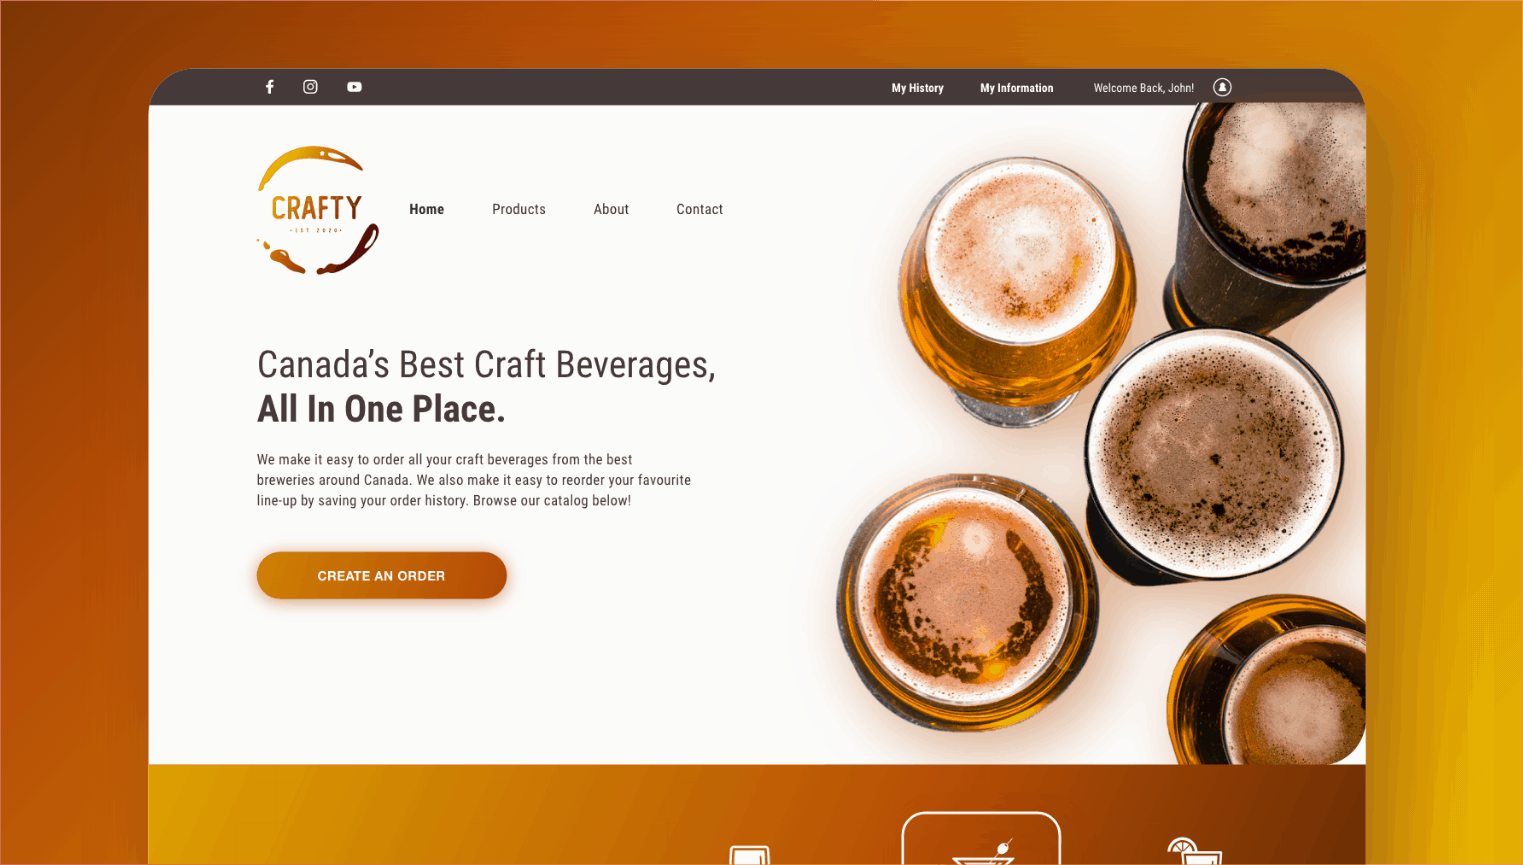 My History
My Information
Welcome Back, John!
CRAFTY
EST 2020
Home
Products
About
Contact
Canada’s Best Craft Beverages,
All In One Place.
We make it easy to order all your craft beverages from the best
breweries around Canada. We also make it easy to reorder your favourite
line-up by saving your order history. Browse our catalog below!
CREATE AN ORDER